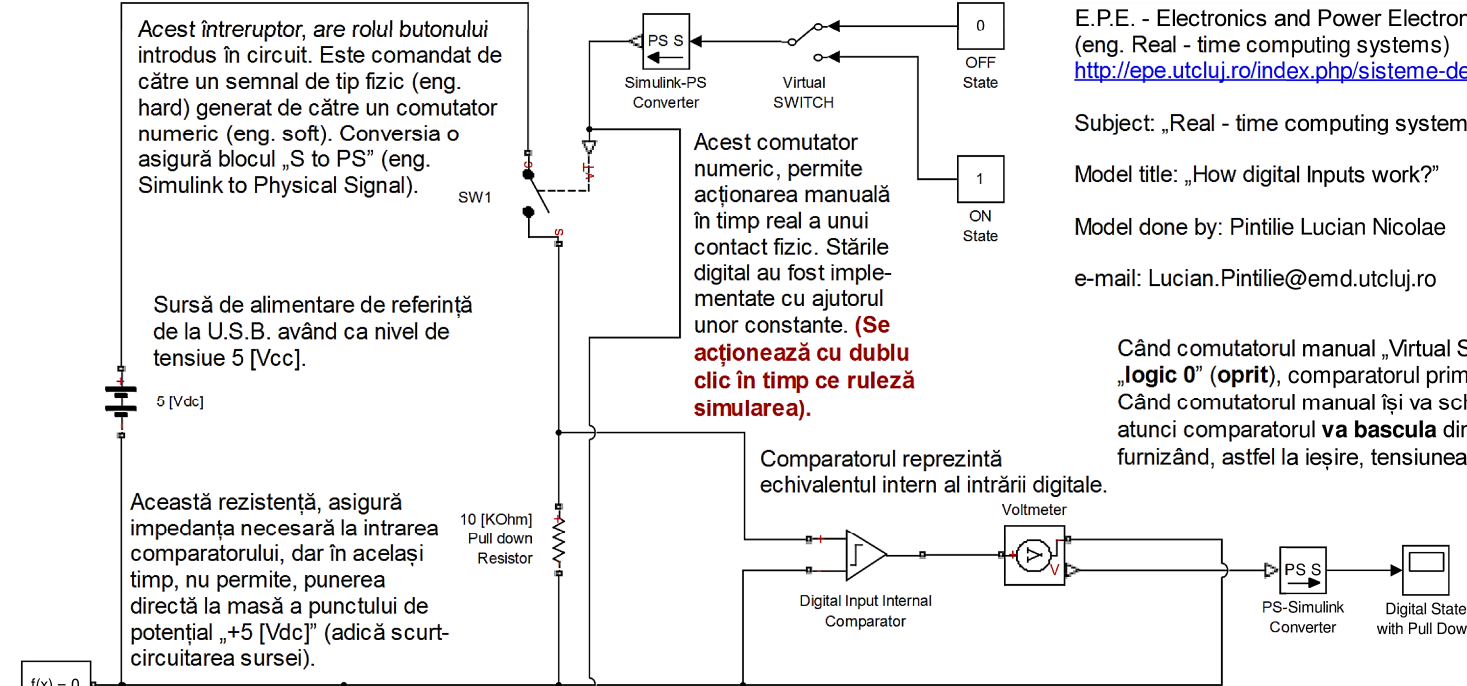 Acest întreruptor, are rolul butonului
introdus în circuit. Este comandat de
către un semnal de tip fizic (eng.
hard) generat de către un comutator
numeric (eng. soft). Conversia o
asigură blocul „S to PS” (eng.
Simulink to Physical Signal).
PS S
Simulink-PS
Converter
Virtual
SWITCH
0
OFF
State
1
ON
State
E.P.E. - Electronics and Power
(eng. Real - time computing systems)
http://epe.utcluj.ro/index.php/sisteme-de
Subject: „Real - time computing system
Model title: „How digital Inputs work?”
Model done by: Pintilie Lucian Nicolae
e-mail: Lucian.Pintilie@emd.utcluj.ro
SW1
S
S
Acest comutator
numeric, permite
acționarea manuală
în timp real a unui
contact fizic. Stările
digital au fost imple-
mentate cu ajutorul
unor constante. (Se
acționează cu dublu
clic în timp ce ruleză
simularea).
Sursă de alimentare de referință
de la U.S.B. având ca nivel de
tensiue 5 [Vcc].
+
5 [Vdc]
-
Când comutatorul manual „Virtual
„logic 0” (oprit), comparatorul
Când comutatorul manual își va
atunci comparatorul va bascula
furnizând, astfel la ieșire, tensiunea
Comparatorul reprezintă
echivalentul intern al intrării digitale.
Această rezistență, asigură
impedanța necesară la intrarea
comparatorului, dar în același
timp, nu permite, punerea
directă la masă a punctului de
potențial „+5 [Vdc]” (adică scurt-
circuitarea sursei).
10 [KOhm]
Pull down
Resistor
+
-
+
-
Digital Input Internal
Comparator
Voltmeter
+
V
V
-
PS S
PS-Simulink
Converter
Digital State
with Pull
f(x) = 0